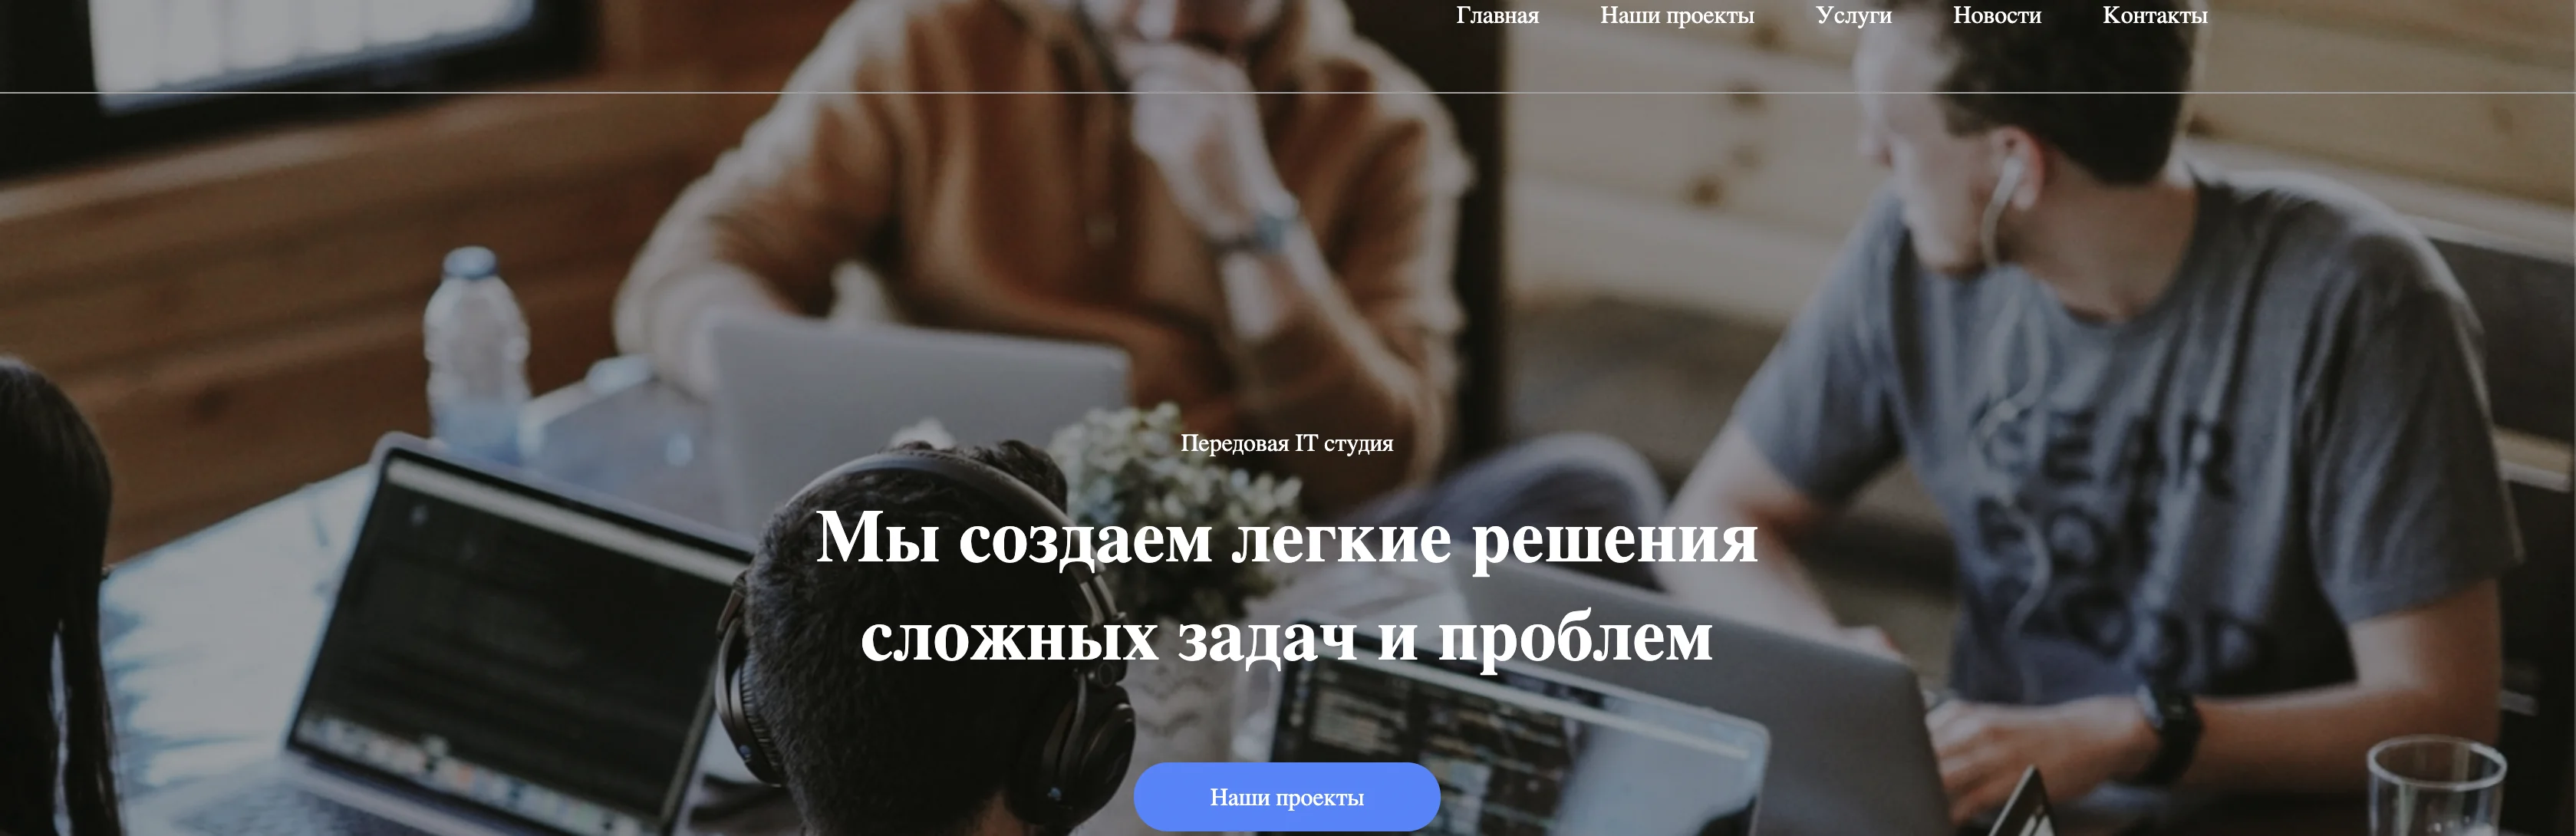 Главная Наши проекты Услуги Новости Контакты
Передовая IT студия
Мы создаем легкие решения
сложных задач и проблем
Наши проекты